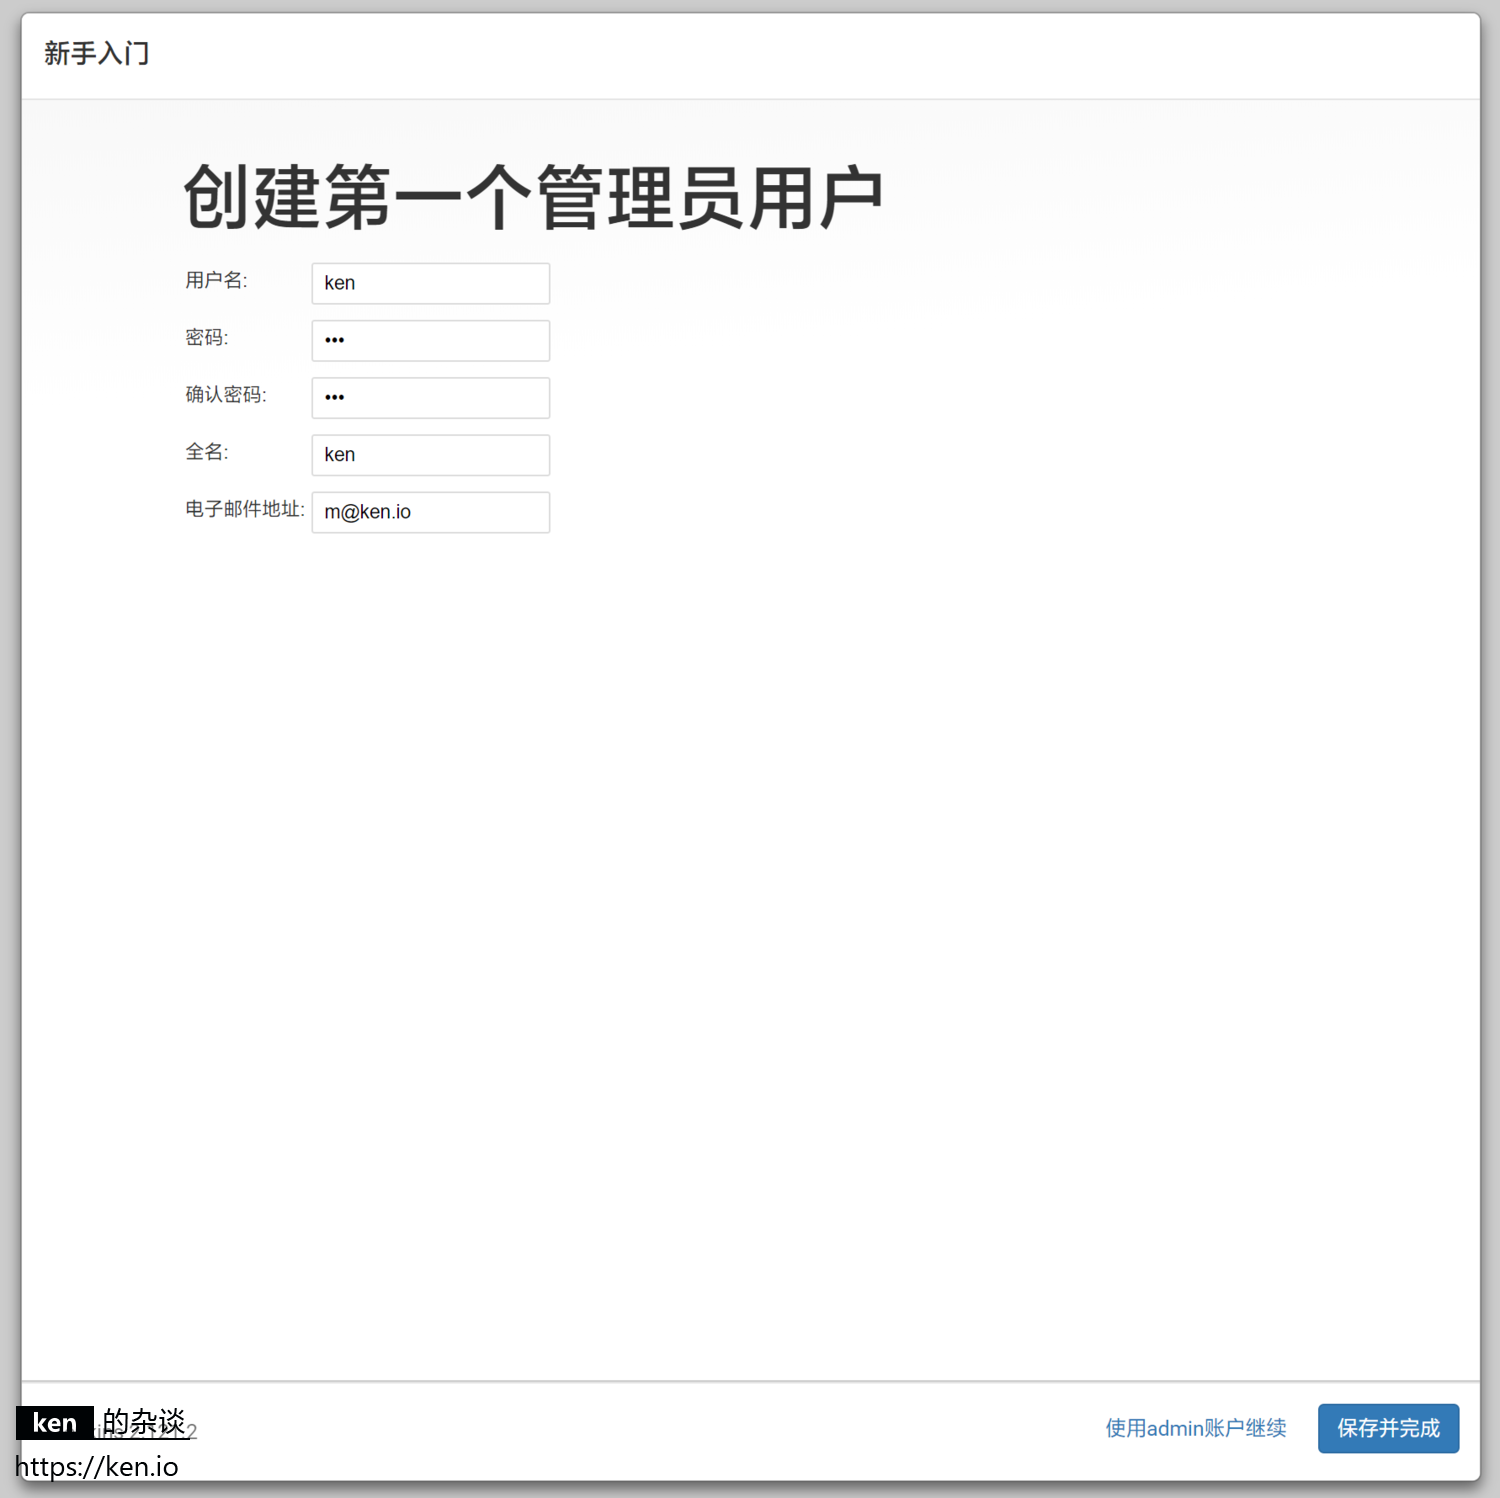 新手入门
创建第一个管理员用户
用户名: ken
密码: •••
确认密码: •••
全名: ken
电子邮件地址: m@ken.io
ken 的杂谈
https://ken.io
使用admin账户继续
保存并完成